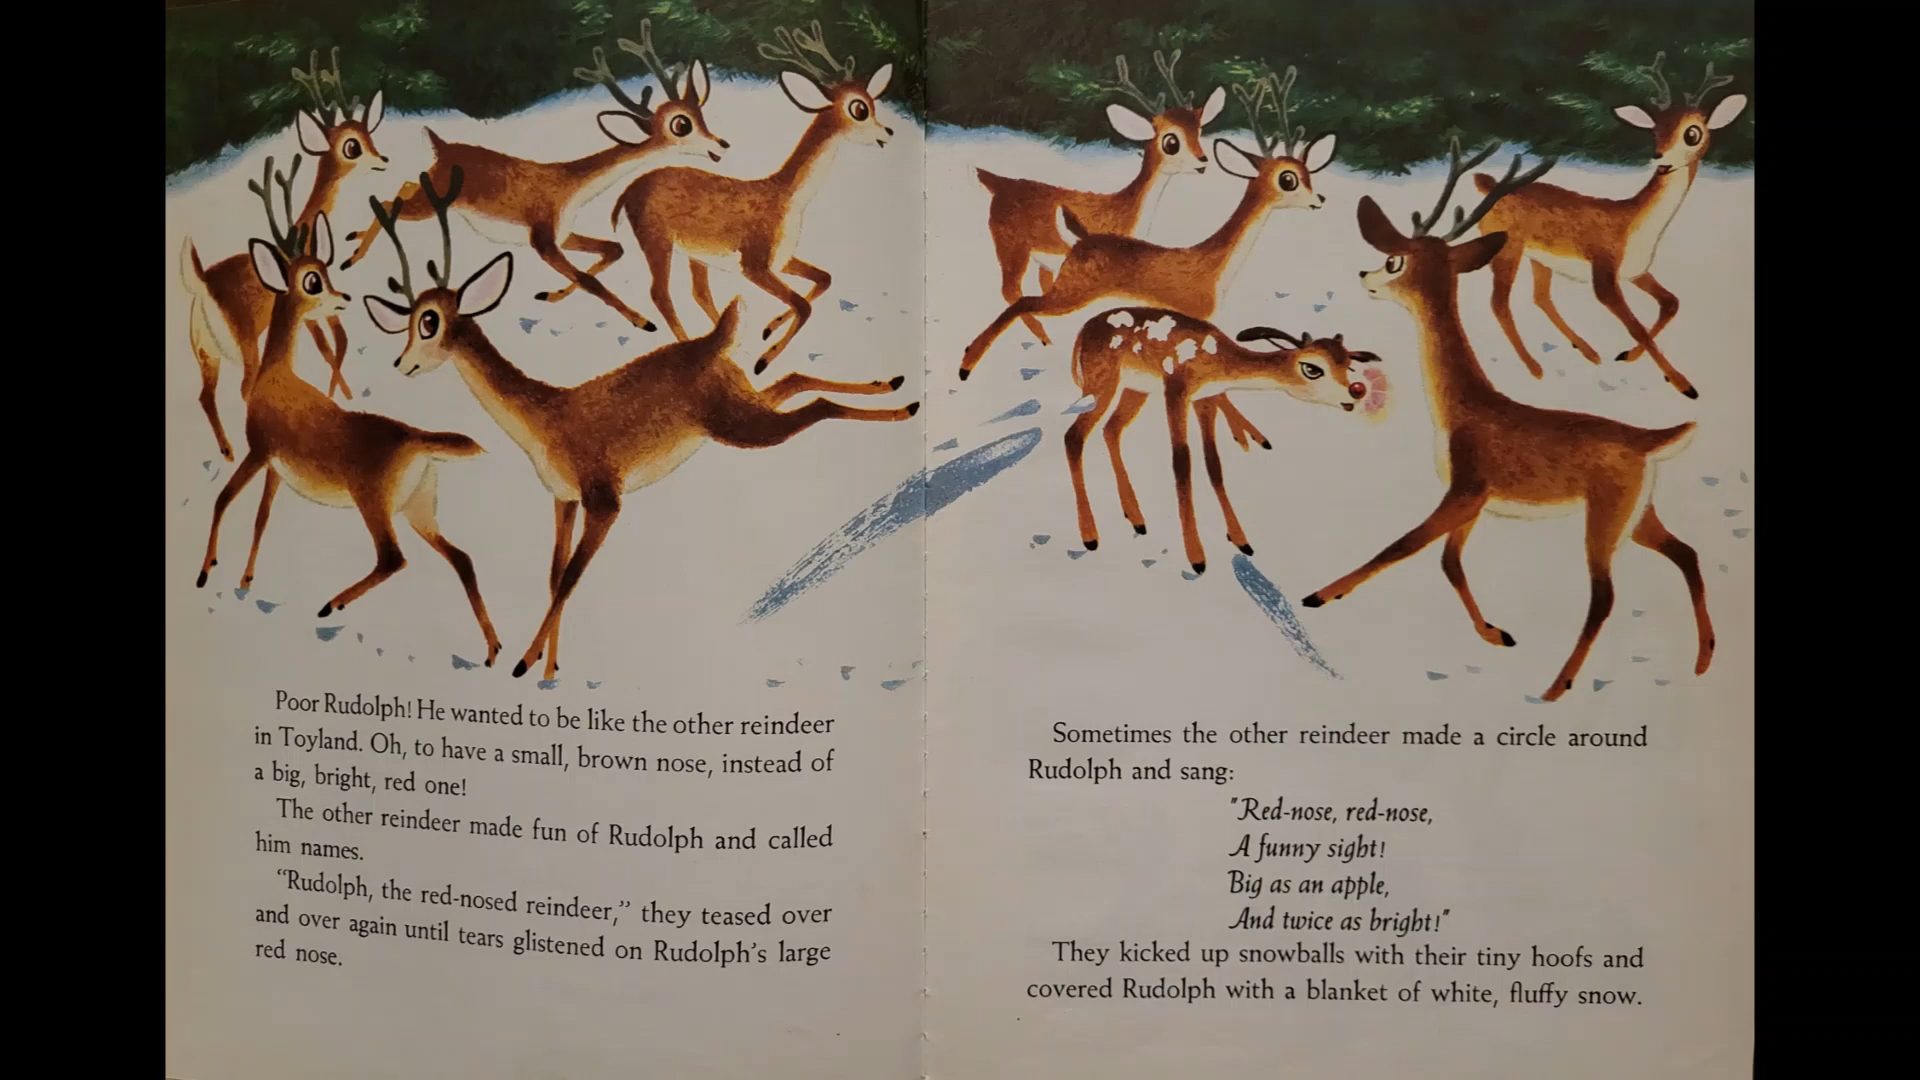 Poor Rudolph! He wanted to be like the other reindeer
in Toyland. Oh, to have a small, brown nose, instead of
a big, bright, red one!
The other reindeer made fun of Rudolph and called
him names.
“Rudolph, the red-nosed reindeer,” they teased over
and over again until tears glistened on Rudolph’s large
red nose.
Sometimes the other reindeer made a circle around
Rudolph and sang:
"Red-nose, red-nose,
A funny sight!
Big as an apple,
And twice as bright!"
They kicked up snowballs with their tiny hoofs and
covered Rudolph with a blanket of white, fluffy snow.